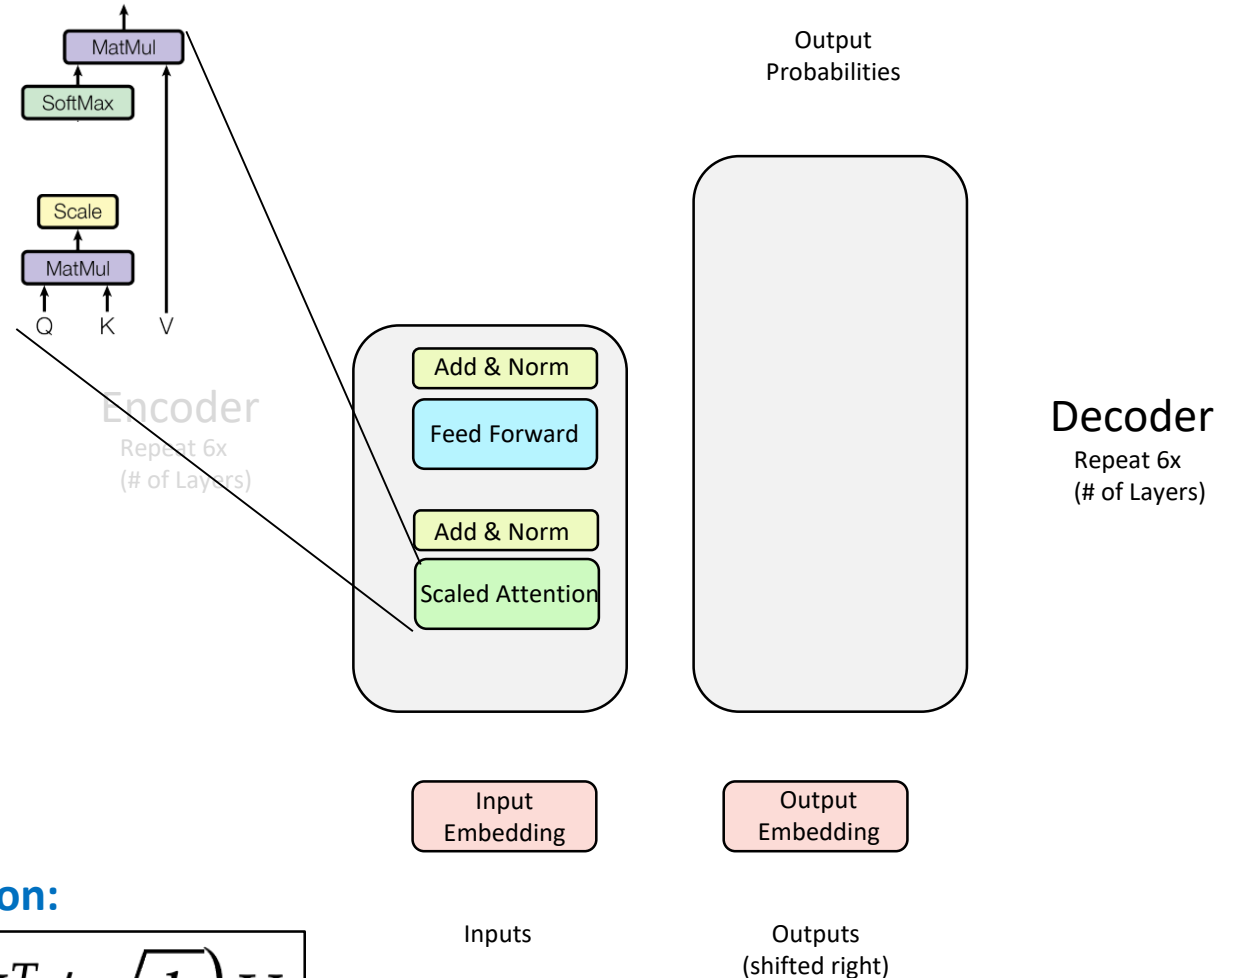 MatMul
SoftMax
Scale
MatMul
Q K V
Encoder
Repeat 6x
(# of Layers)
Add & Norm
Feed Forward
Add & Norm
Scaled Attention
Input
Embedding
Inputs
Output
Probabilities
Output
Embedding
Outputs
(shifted right)
Decoder
Repeat 6x
(# of Layers)
on: